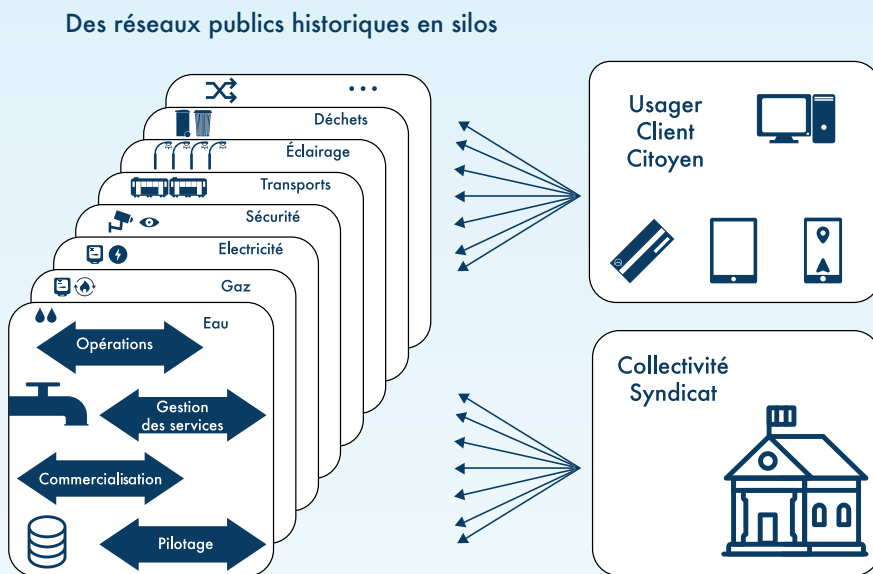 Des réseaux publics historiques en silos
...
Déchets
Éclairage
Transports
Sécurité
Electricité
Gaz
Eau
Opérations
Gestion
des services
Commercialisation
Pilotage
Usager
Client
Citoyen
Collectivité
Syndicat